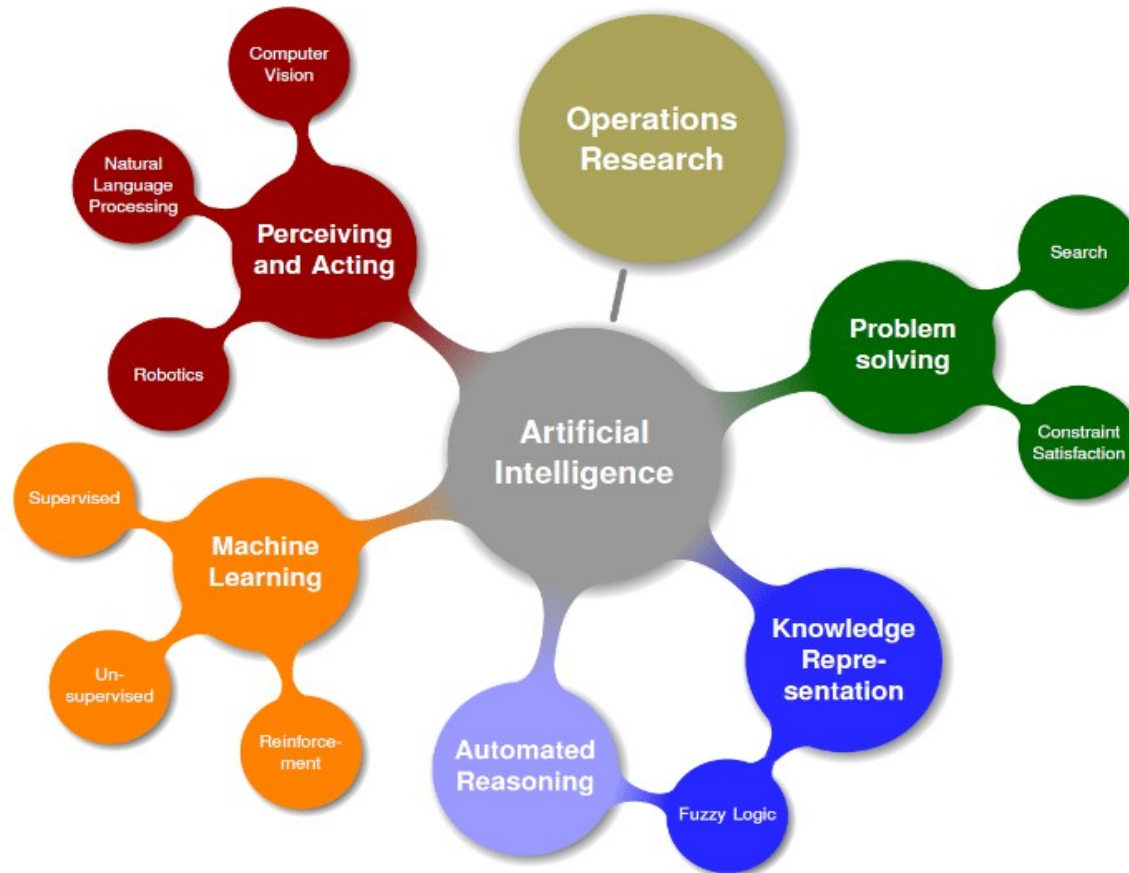 Computer
Vision
Operations
Research
Natural
Language
Processing
Perceiving
and Acting
Search
Problem
solving
Robotics
Artificial
Intelligence
Constraint
Satisfaction
Supervised
Machine
Learning
Knowledge
Repre-
sentation
Un-
supervised
Reinforce-
ment
Automated
Reasoning
Fuzzy Logic